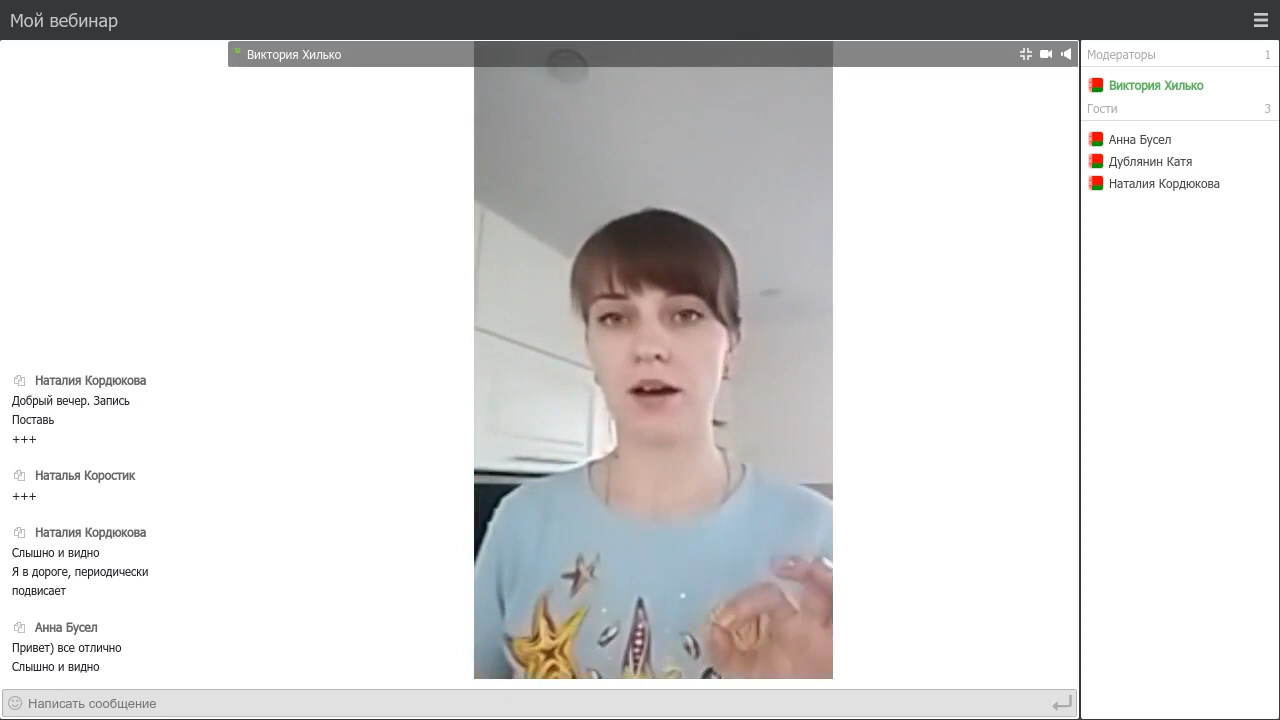 Мой вебинар
Виктория Хилько
Модераторы 1
Виктория Хилько
Гости 3
Анна Бусел
Дублянин Катя
Наталия Кордюкова
Наталия Кордюкова
Добрый вечер. Запись
Поставь
+++
Наталья Коростик
+++
Наталия Кордюкова
Слышно и видно
Я в дороге, периодически
подвисает
Анна Бусел
Привет) все отлично
Слышно и видно
Написать сообщение